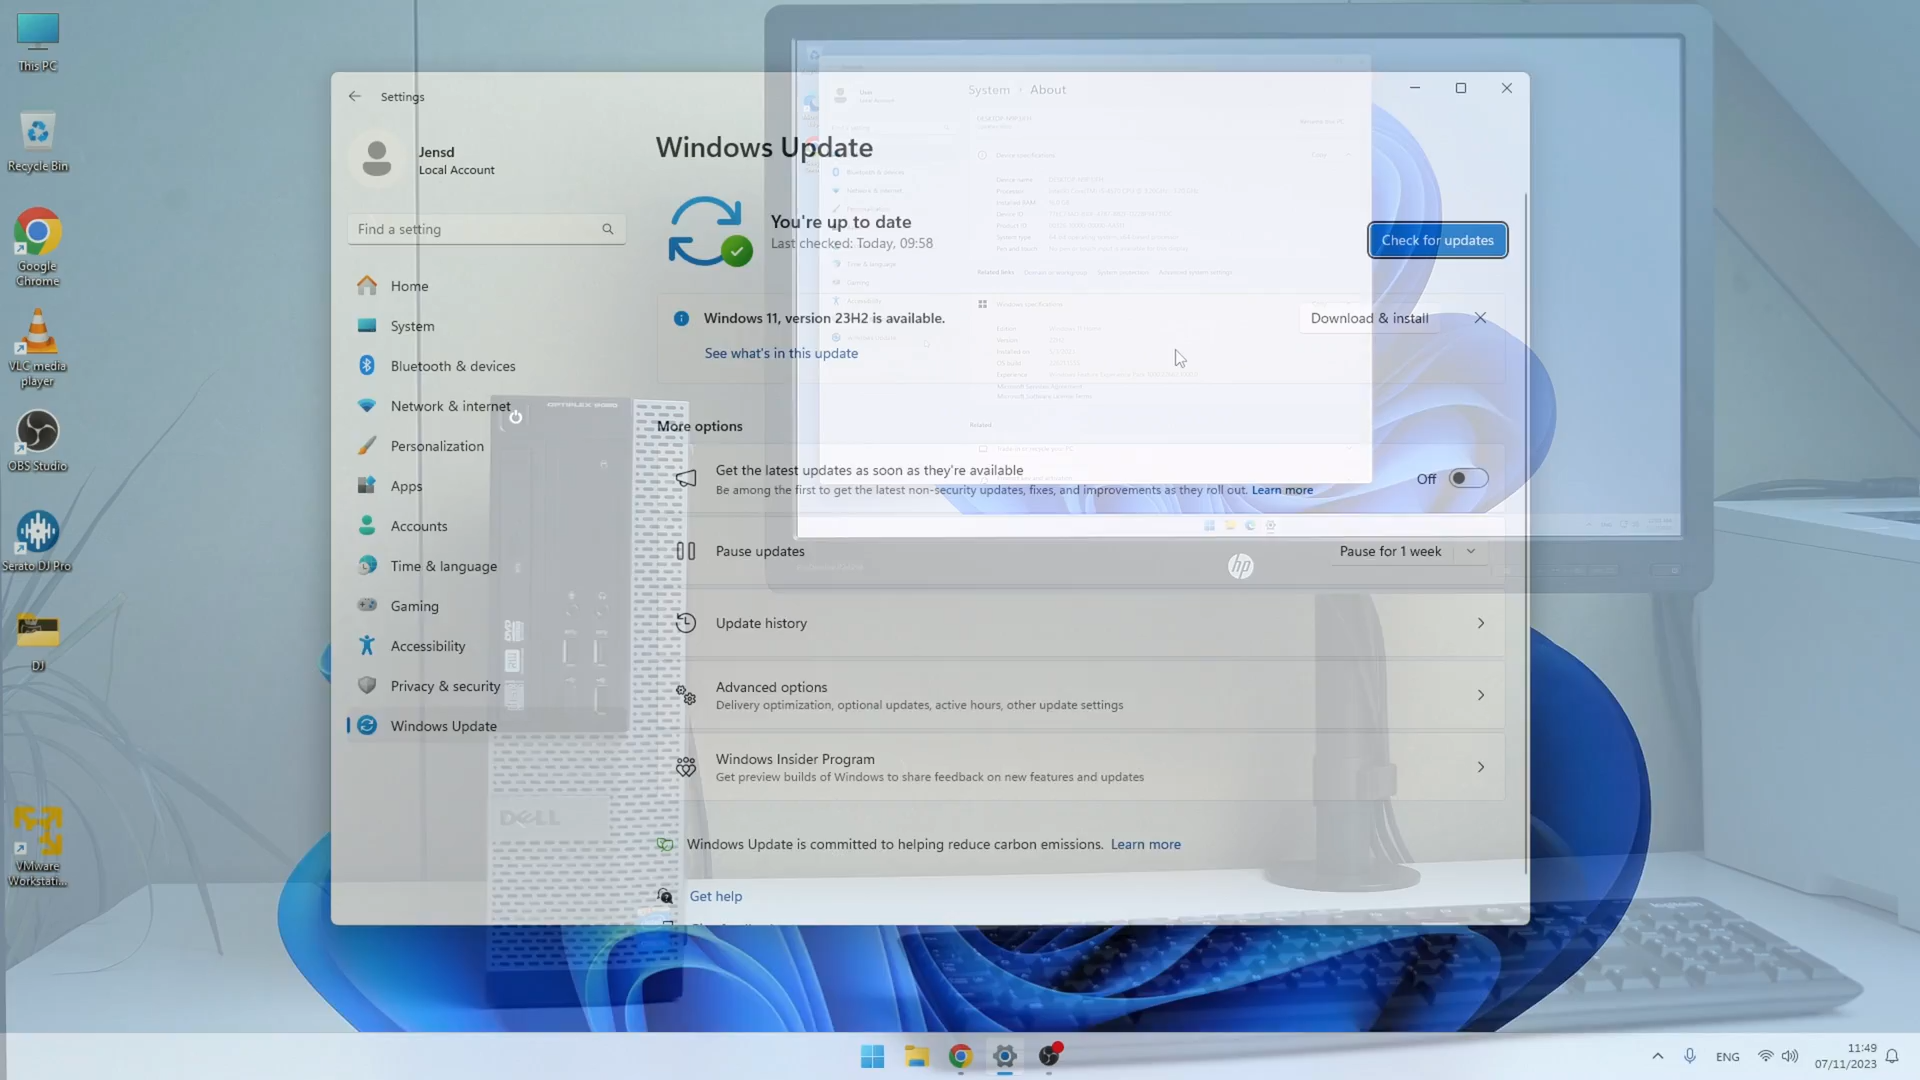 This PC
Recycle Bin
Google
Chrome
VLC media
player
OBS Studio
Serato DJ Pro
DJ
VMware
Workstati...
Settings
Jensd
Local Account
Find a setting
Home
System
Bluetooth & devices
Network & internet
Personalization
Apps
Accounts
Time & language
Gaming
Accessibility
Privacy & security
Windows Update
Windows Update
You're up to date
Last checked: Today, 09:58
Check for updates
Windows 11, version 23H2 is available.
Download & install
See what's in this update
More options
Get the latest updates as soon as they're available
Be among the first to get the latest non-security updates, fixes, and improvements as they roll out. Learn more
Off
Pause updates
Pause for 1 week
Update history
Advanced options
Delivery optimization, optional updates, active hours, other update settings
Windows Insider Program
Get preview builds of Windows to share feedback on new features and updates
Windows Update is committed to helping reduce carbon emissions. Learn more
Get help
System › About
Device specifications
Related links
Windows specifications
Related
hp
OPTIPLEX
DELL
ENG
11:49
07/11/2023